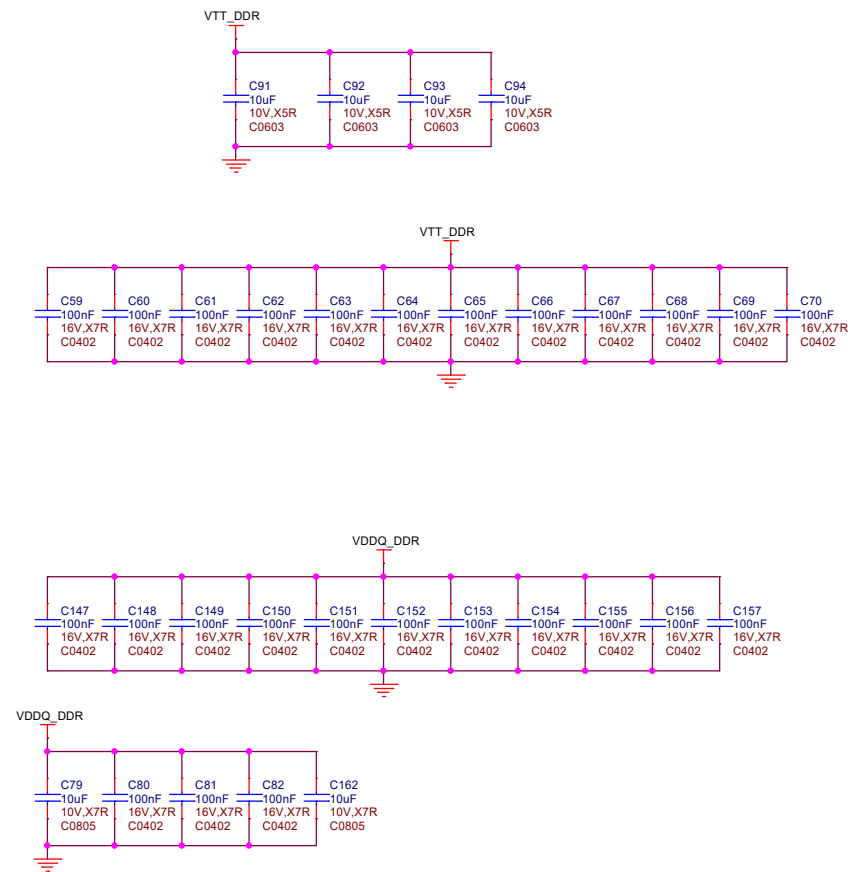 VTT_DDR
C91 C92 C93 C94
10uF 10uF 10uF 10uF
10V,X5R 10V,X5R 10V,X5R 10V,X5R
C0603 C0603 C0603 C0603
VTT_DDR
C59 C60 C61 C62 C63 C64 C65 C66 C67 C68 C69 C70
100nF 100nF 100nF 100nF 100nF 100nF 100nF 100nF 100nF 100nF 100nF 100nF
16V,X7R 16V,X7R 16V,X7R 16V,X7R 16V,X7R 16V,X7R 16V,X7R 16V,X7R 16V,X7R 16V,X7R 16V,X7R 16V,X7R
C0402 C0402 C0402 C0402 C0402 C0402 C0402 C0402 C0402 C0402 C0402 C0402
VDDQ_DDR
C147 C148 C149 C150 C151 C152 C153 C154 C155 C156 C157
100nF 100nF 100nF 100nF 100nF 100nF 100nF 100nF 100nF 100nF 100nF
16V,X7R 16V,X7R 16V,X7R 16V,X7R 16V,X7R 16V,X7R 16V,X7R 16V,X7R 16V,X7R 16V,X7R 16V,X7R
C0402 C0402 C0402 C0402 C0402 C0402 C0402 C0402 C0402 C0402 C0402
VDDQ_DDR
C79 C80 C81 C82 C162
10uF 100nF 100nF 100nF 10uF
10V,X7R 16V,X7R 16V,X7R 16V,X7R 10V,X7R
C0805 C0402 C0402 C0402 C0805